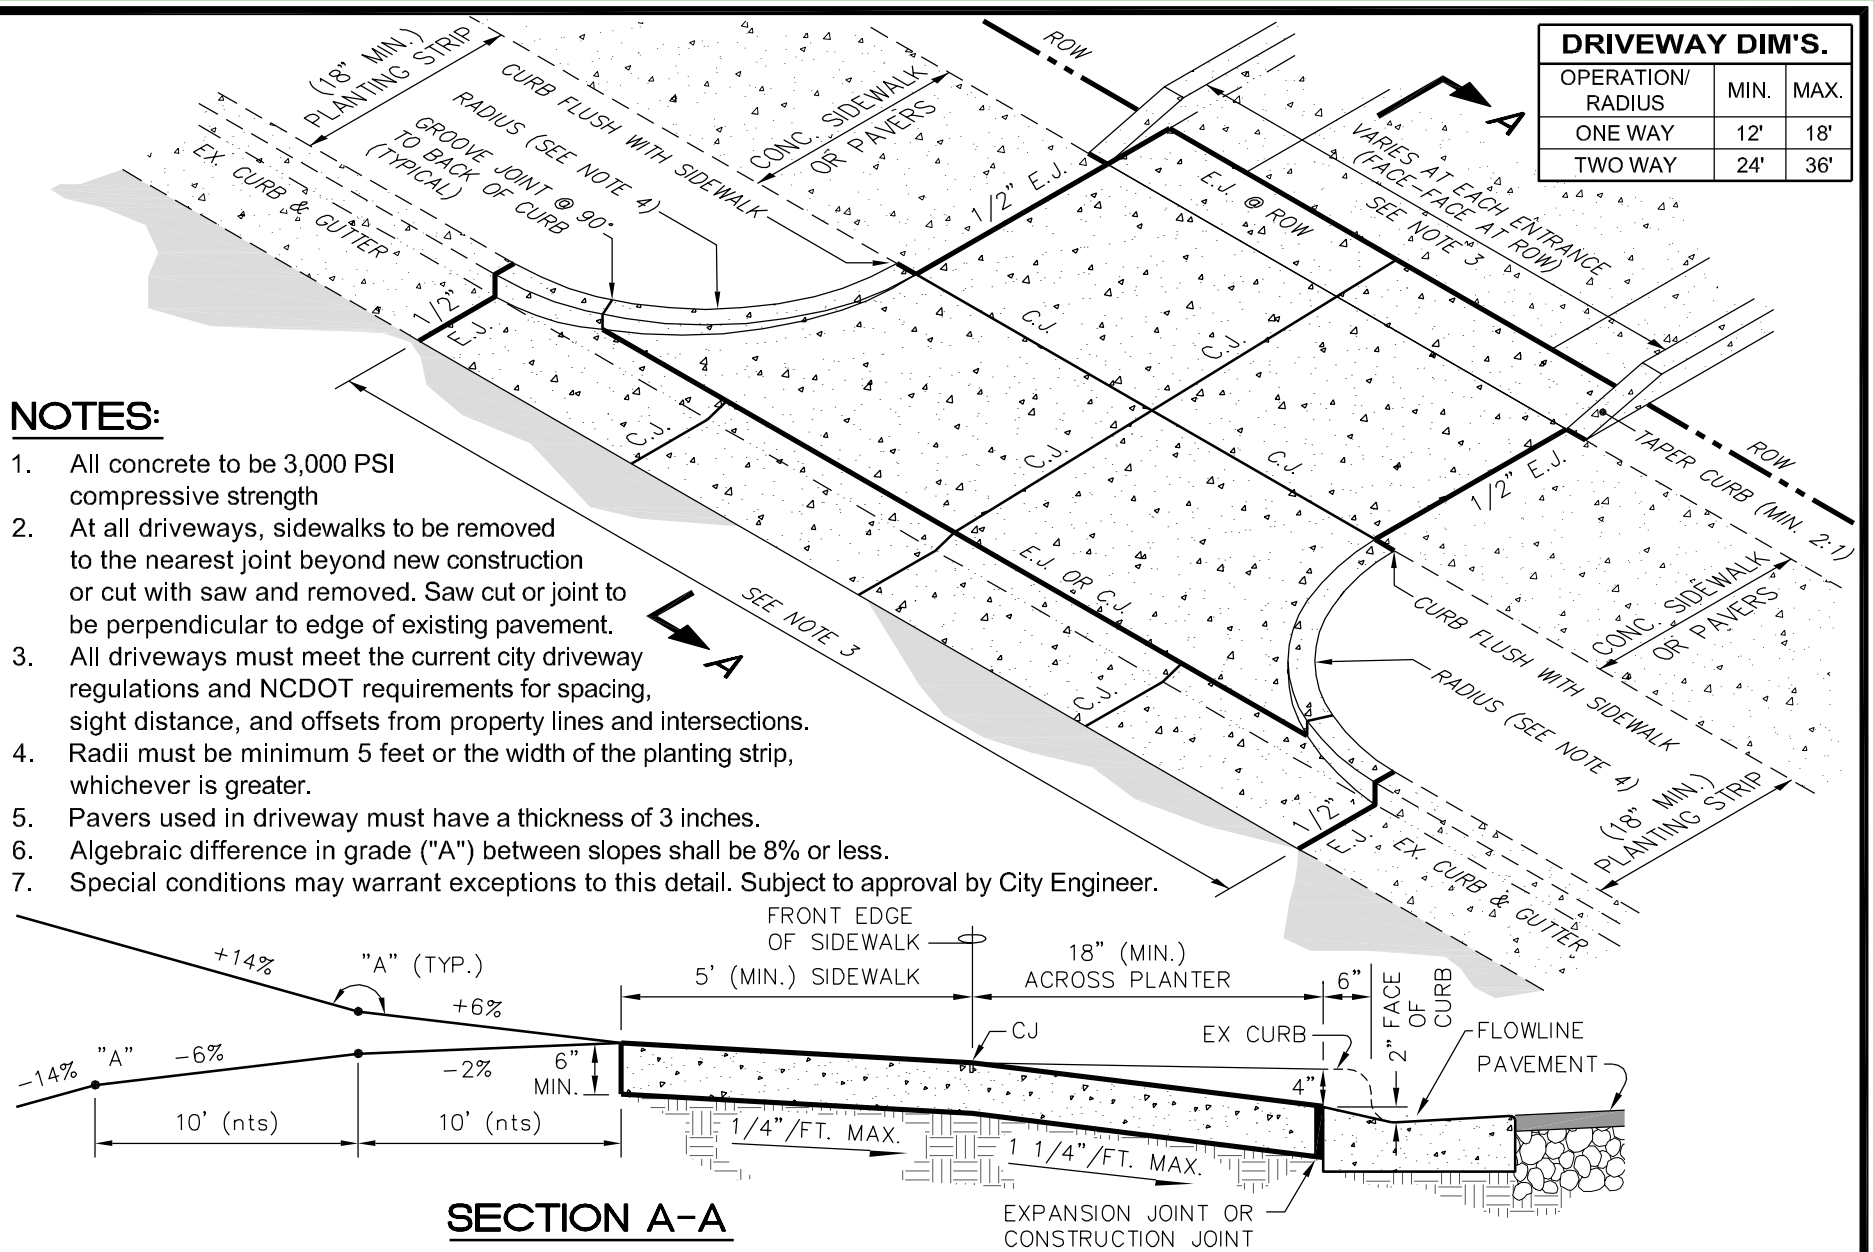 (18" MIN.)
PLANTING STRIP
CURB FLUSH WITH SIDEWALK
RADIUS (SEE NOTE 4)
GROOVE JOINT @ 90°
TO BACK OF CURB
(TYPICAL)
EX. CURB & GUTTER
CONC. SIDEWALK
OR PAVERS
ROW
1/2" E.J.
E.J. @ ROW
VARIES AT EACH ENTRANCE
(FACE-FACE AT ROW)
SEE NOTE 3
A
DRIVEWAY DIM'S.
OPERATION/ RADIUS MIN. MAX.
ONE WAY 12' 18'
TWO WAY 24' 36'
1/2"
E.J.
C.J.
C.J.
C.J.
C.J.
C.J.
C.J.
E.J. OR C.J.
1/2" E.J.
TAPER CURB (MIN. 2:1)
ROW
CONC. SIDEWALK
OR PAVERS
CURB FLUSH WITH SIDEWALK
RADIUS (SEE NOTE 4)
(18" MIN.)
PLANTING STRIP
1/2"
E.J.
EX. CURB & GUTTER
SEE NOTE 3
A
NOTES:
1. All concrete to be 3,000 PSI
compressive strength
2. At all driveways, sidewalks to be removed
to the nearest joint beyond new construction
or cut with saw and removed. Saw cut or joint to
be perpendicular to edge of existing pavement.
3. All driveways must meet the current city driveway
regulations and NCDOT requirements for spacing,
sight distance, and offsets from property lines and intersections.
4. Radii must be minimum 5 feet or the width of the planting strip,
whichever is greater.
5. Pavers used in driveway must have a thickness of 3 inches.
6. Algebraic difference in grade ("A") between slopes shall be 8% or less.
7. Special conditions may warrant exceptions to this detail. Subject to approval by City Engineer.
+14%
"A" (TYP.)
+6%
-14%
"A"
-6%
-2%
10' (nts)
10' (nts)
6"
MIN.
FRONT EDGE
OF SIDEWALK
5' (MIN.) SIDEWALK
18" (MIN.)
ACROSS PLANTER
6"
2" FACE
OF
CURB
CJ
EX CURB
4"
FLOWLINE
PAVEMENT
1/4"/FT. MAX.
1 1/4"/FT. MAX.
EXPANSION JOINT OR
CONSTRUCTION JOINT
SECTION A-A